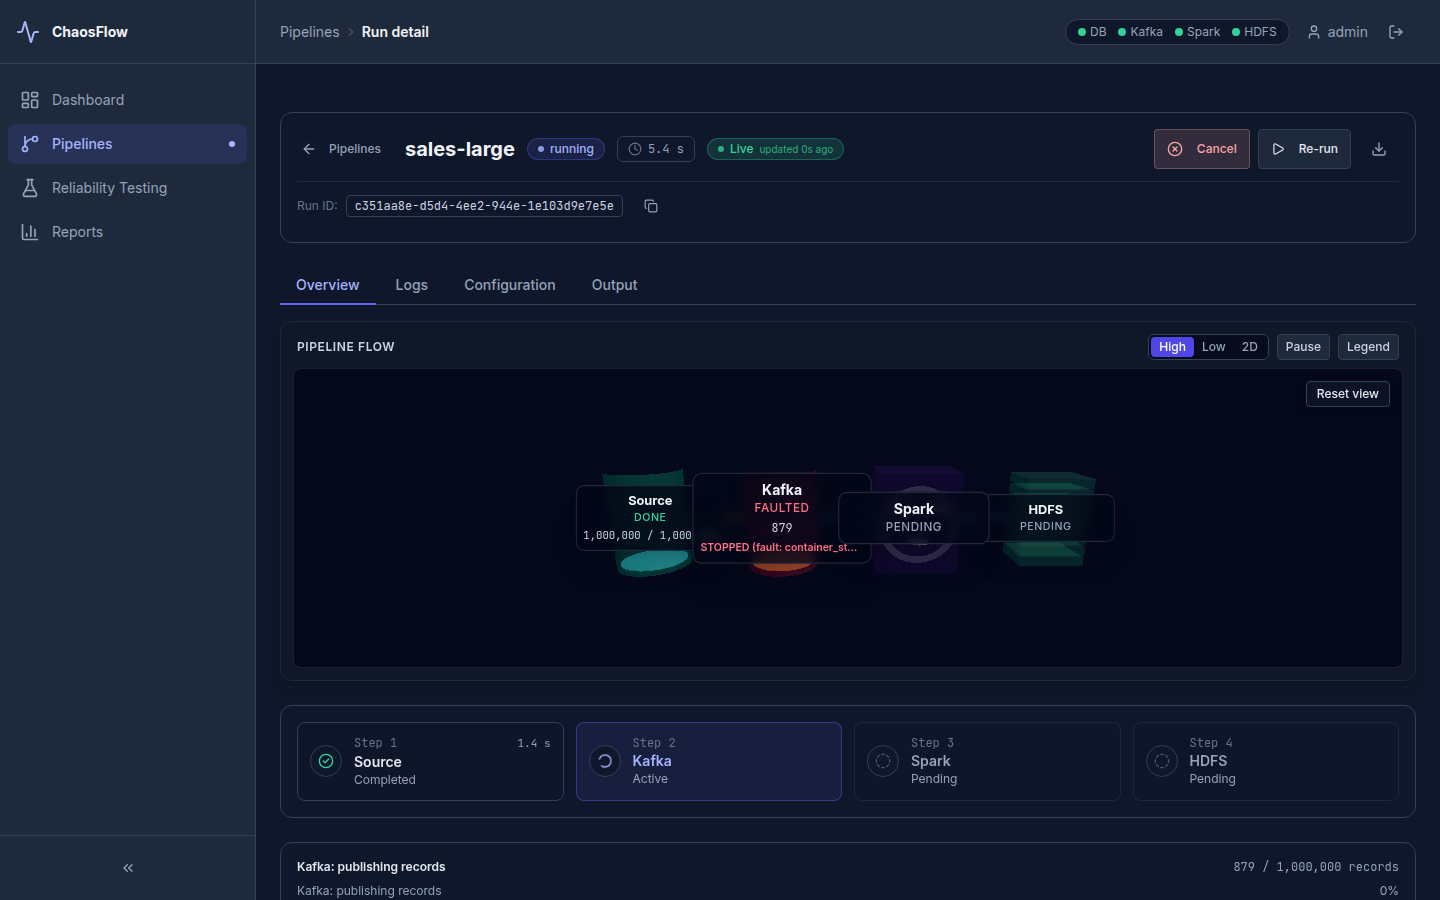 ChaosFlow
Pipelines > Run detail
DB Kafka Spark HDFS
admin
Dashboard
Pipelines
Reliability Testing
Reports
Pipelines
sales-large
running
5.4 s
Live updated 0s ago
Cancel
Re-run
Run ID: c351aa8e-d5d4-4ee2-944e-1e103d9e7e5e
Overview Logs Configuration Output
PIPELINE FLOW
High Low 2D
Pause
Legend
Reset view
Source
DONE
1,000,000 / 1,000
Kafka
FAULTED
879
STOPPED (fault: container_st...
Spark
PENDING
HDFS
PENDING
Step 1 1.4 s
Source
Completed
Step 2
Kafka
Active
Step 3
Spark
Pending
Step 4
HDFS
Pending
Kafka: publishing records 879 / 1,000,000 records
Kafka: publishing records 0%